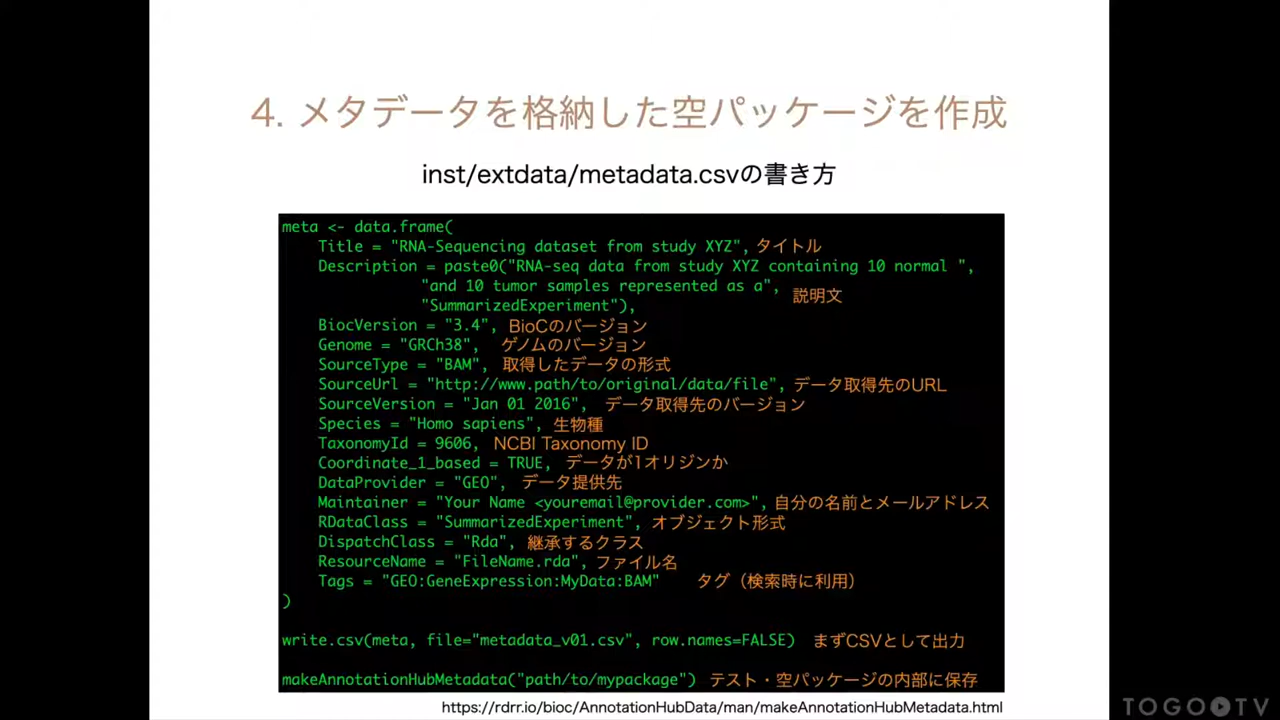 4. メタデータを格納した空パッケージを作成
inst/extdata/metadata.csvの書き方
meta <- data.frame(
Title = "RNA-Sequencing dataset from study XYZ", タイトル
Description = paste0("RNA-seq data from study XYZ containing 10 normal ",
"and 10 tumor samples represented as a", 説明文
"SummarizedExperiment"),
BiocVersion = "3.4", BioCのバージョン
Genome = "GRCh38", ゲノムのバージョン
SourceType = "BAM", 取得したデータの形式
SourceUrl = "http://www.path/to/original/data/file", データ取得先のURL
SourceVersion = "Jan 01 2016", データ取得先のバージョン
Species = "Homo sapiens", 生物種
TaxonomyId = 9606, NCBI Taxonomy ID
Coordinate_1_based = TRUE, データが1オリジンか
DataProvider = "GEO", データ提供先
Maintainer = "Your Name <youremail@provider.com>", 自分の名前とメールアドレス
RDataClass = "SummarizedExperiment", オブジェクト形式
DispatchClass = "Rda", 継承するクラス
ResourceName = "FileName.rda", ファイル名
Tags = "GEO:GeneExpression:MyData:BAM" タグ（検索時に利用）
)
write.csv(meta, file="metadata_v01.csv", row.names=FALSE) まずCSVとして出力
makeAnnotationHubMetadata("path/to/mypackage") テスト・空パッケージの内部に保存
https://rdrr.io/bioc/AnnotationHubData/man/makeAnnotationHubMetadata.html
TOGO TV